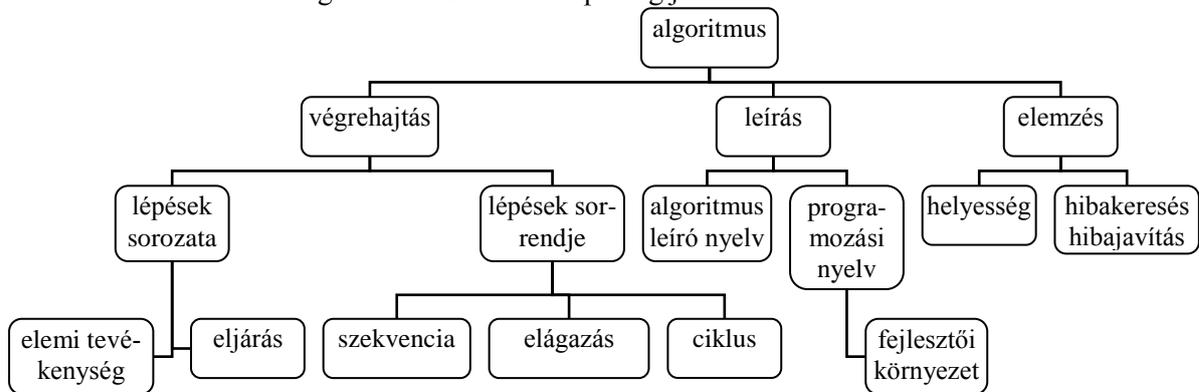 algoritmus
végrehajtás
leírás
elemzés
lépések
sorozata
lépések sor-
rendje
algoritmus
leíró nyelv
progra-
mozási
nyelv
helyesség
hibakeresés
hibajavítás
elemi tevé-
kenység
eljárás
szekvencia
elágazás
ciklus
fejlesztői
környezet